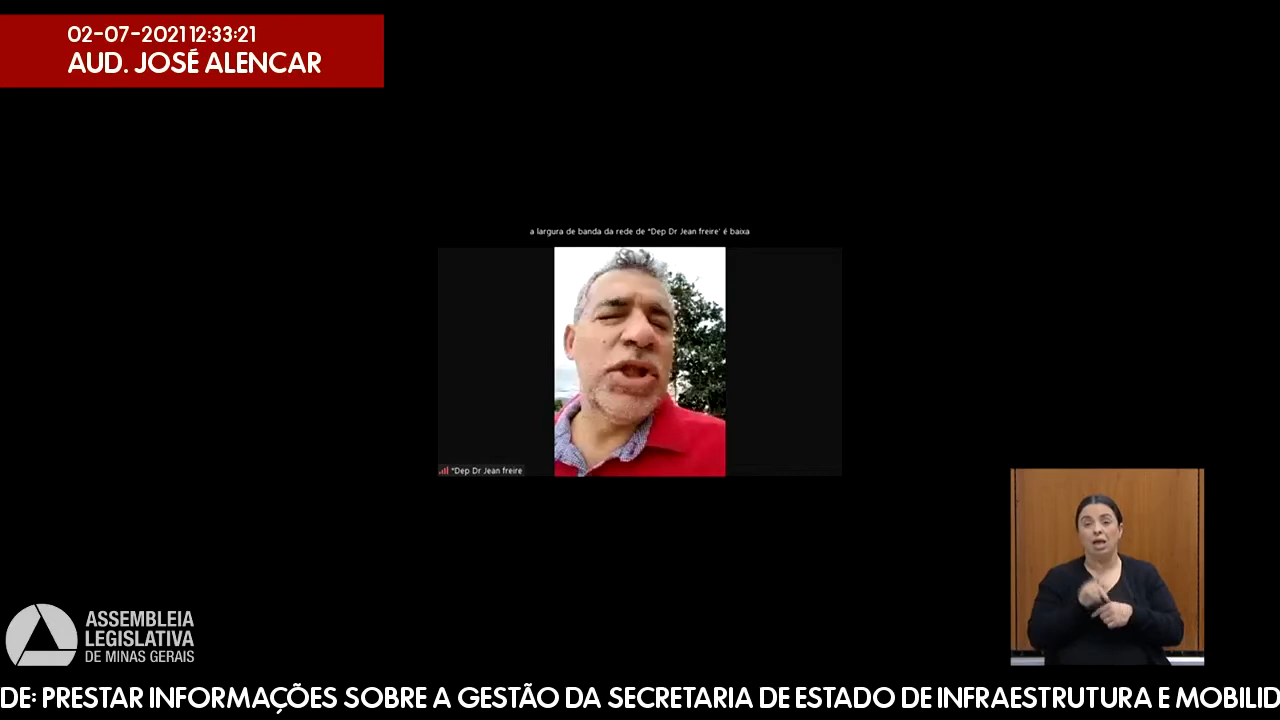 02-07-2021 12:33:21
AUD. JOSÉ ALENCAR
a largura de banda da rede de "Dep Dr Jean freire' é baixa
*Dep Dr Jean freire
ASSEMBLEIA
LEGISLATIVA
DE MINAS GERAIS
DE: PRESTAR INFORMAÇÕES SOBRE A GESTÃO DA SECRETARIA DE ESTADO DE INFRAESTRUTURA E MOBILID